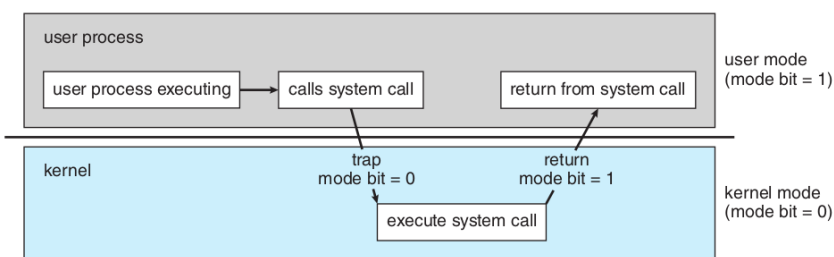 user process
user process executing
calls system call
return from system call
user mode
(mode bit = 1)
kernel
trap
mode bit = 0
return
mode bit = 1
execute system call
kernel mode
(mode bit = 0)